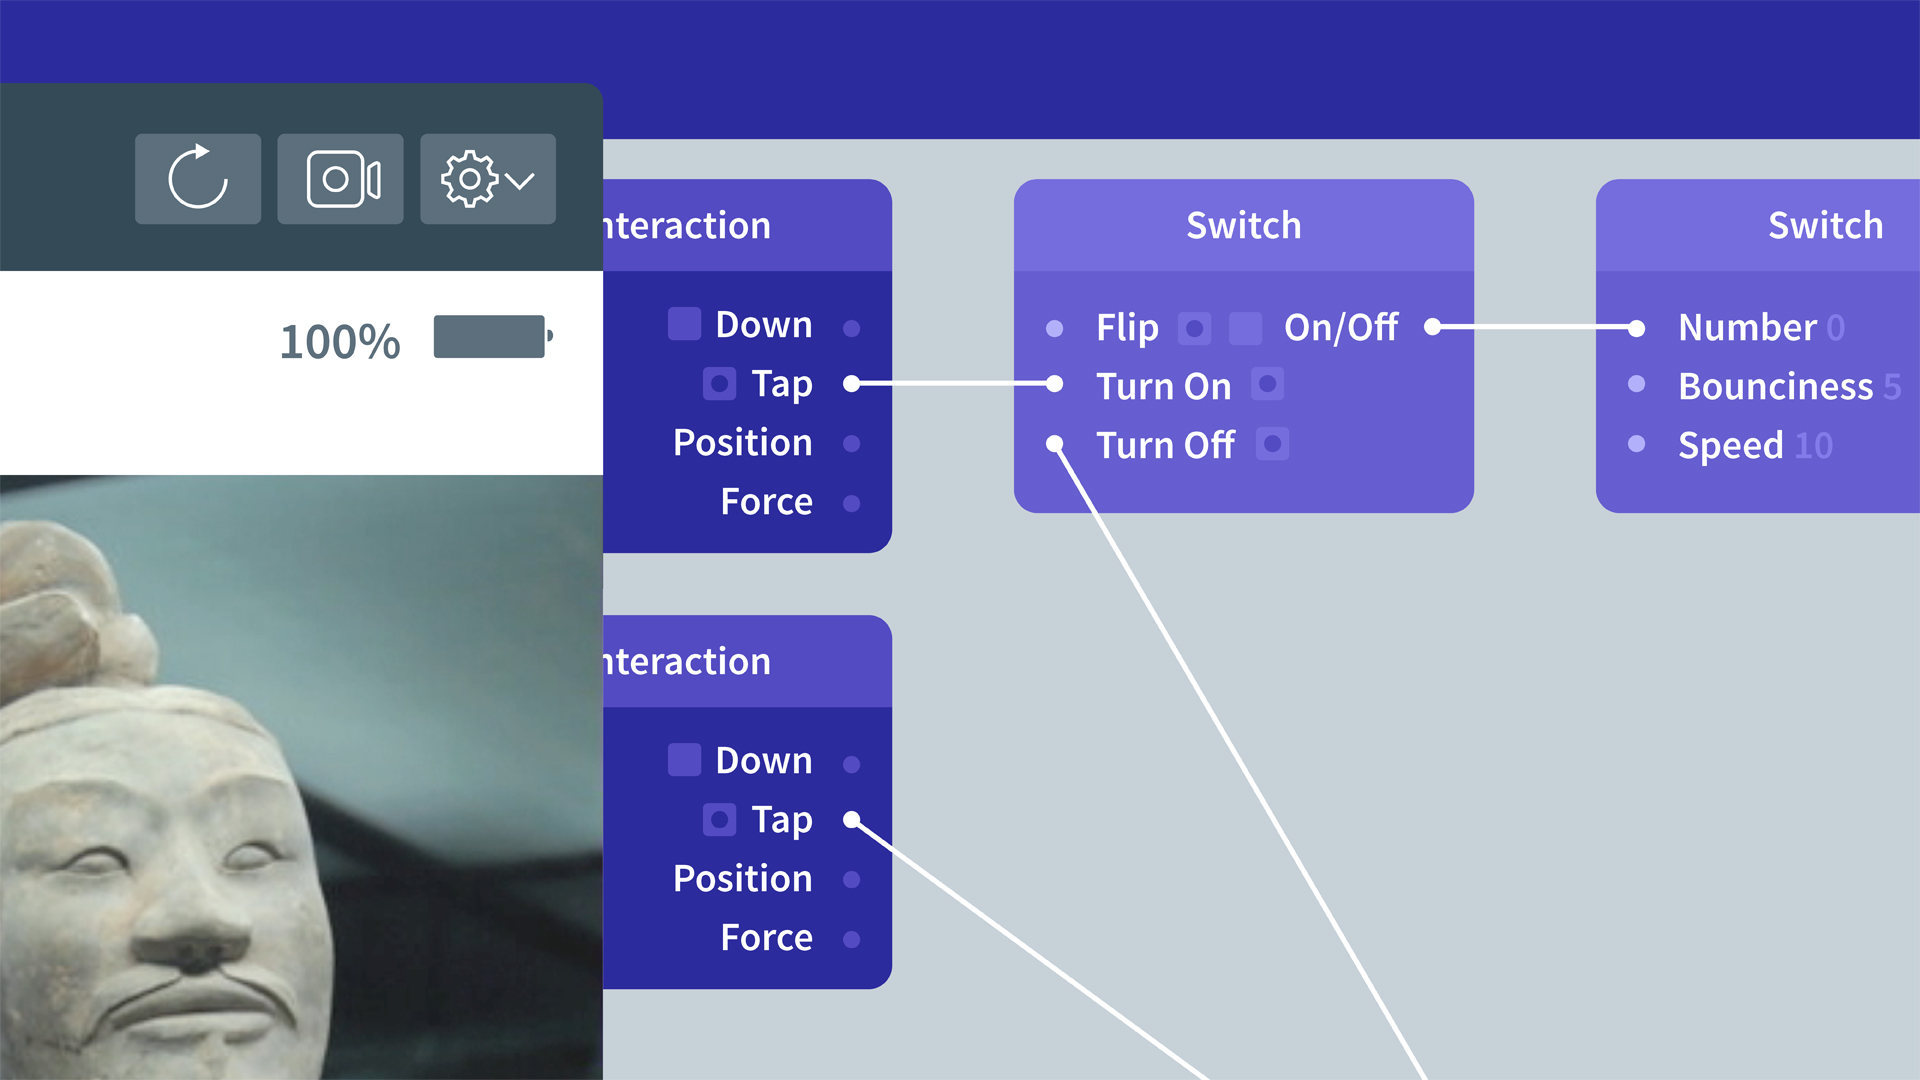 100%
nteraction
Down
Tap
Position
Force
Switch
Flip On/Off
Turn On
Turn Off
Switch
Number 0
Bounciness 5
Speed 10
nteraction
Down
Tap
Position
Force